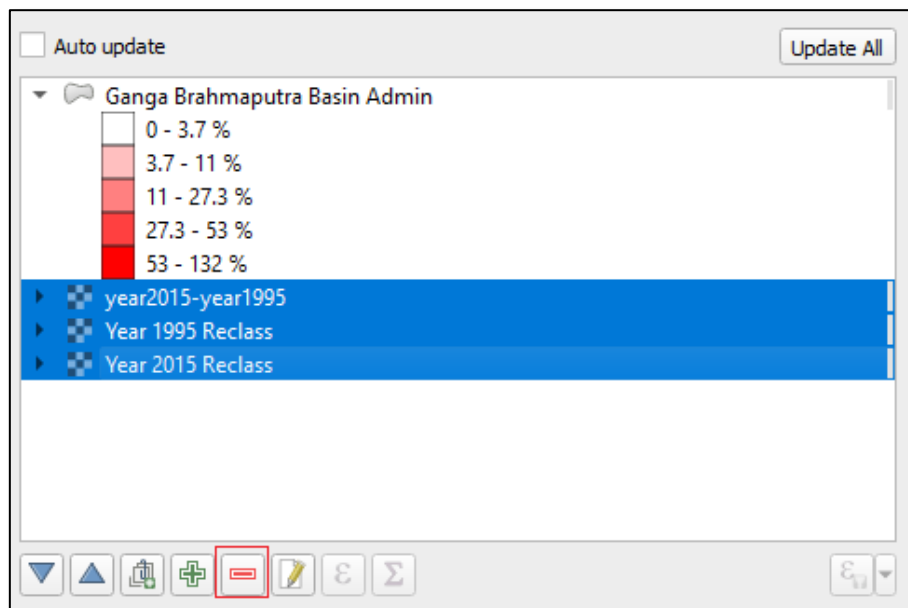 Auto update
Update All
Ganga Brahmaputra Basin Admin
0 - 3.7 %
3.7 - 11 %
11 - 27.3 %
27.3 - 53 %
53 - 132 %
year2015-year1995
Year 1995 Reclass
Year 2015 Reclass
ε Σ ε